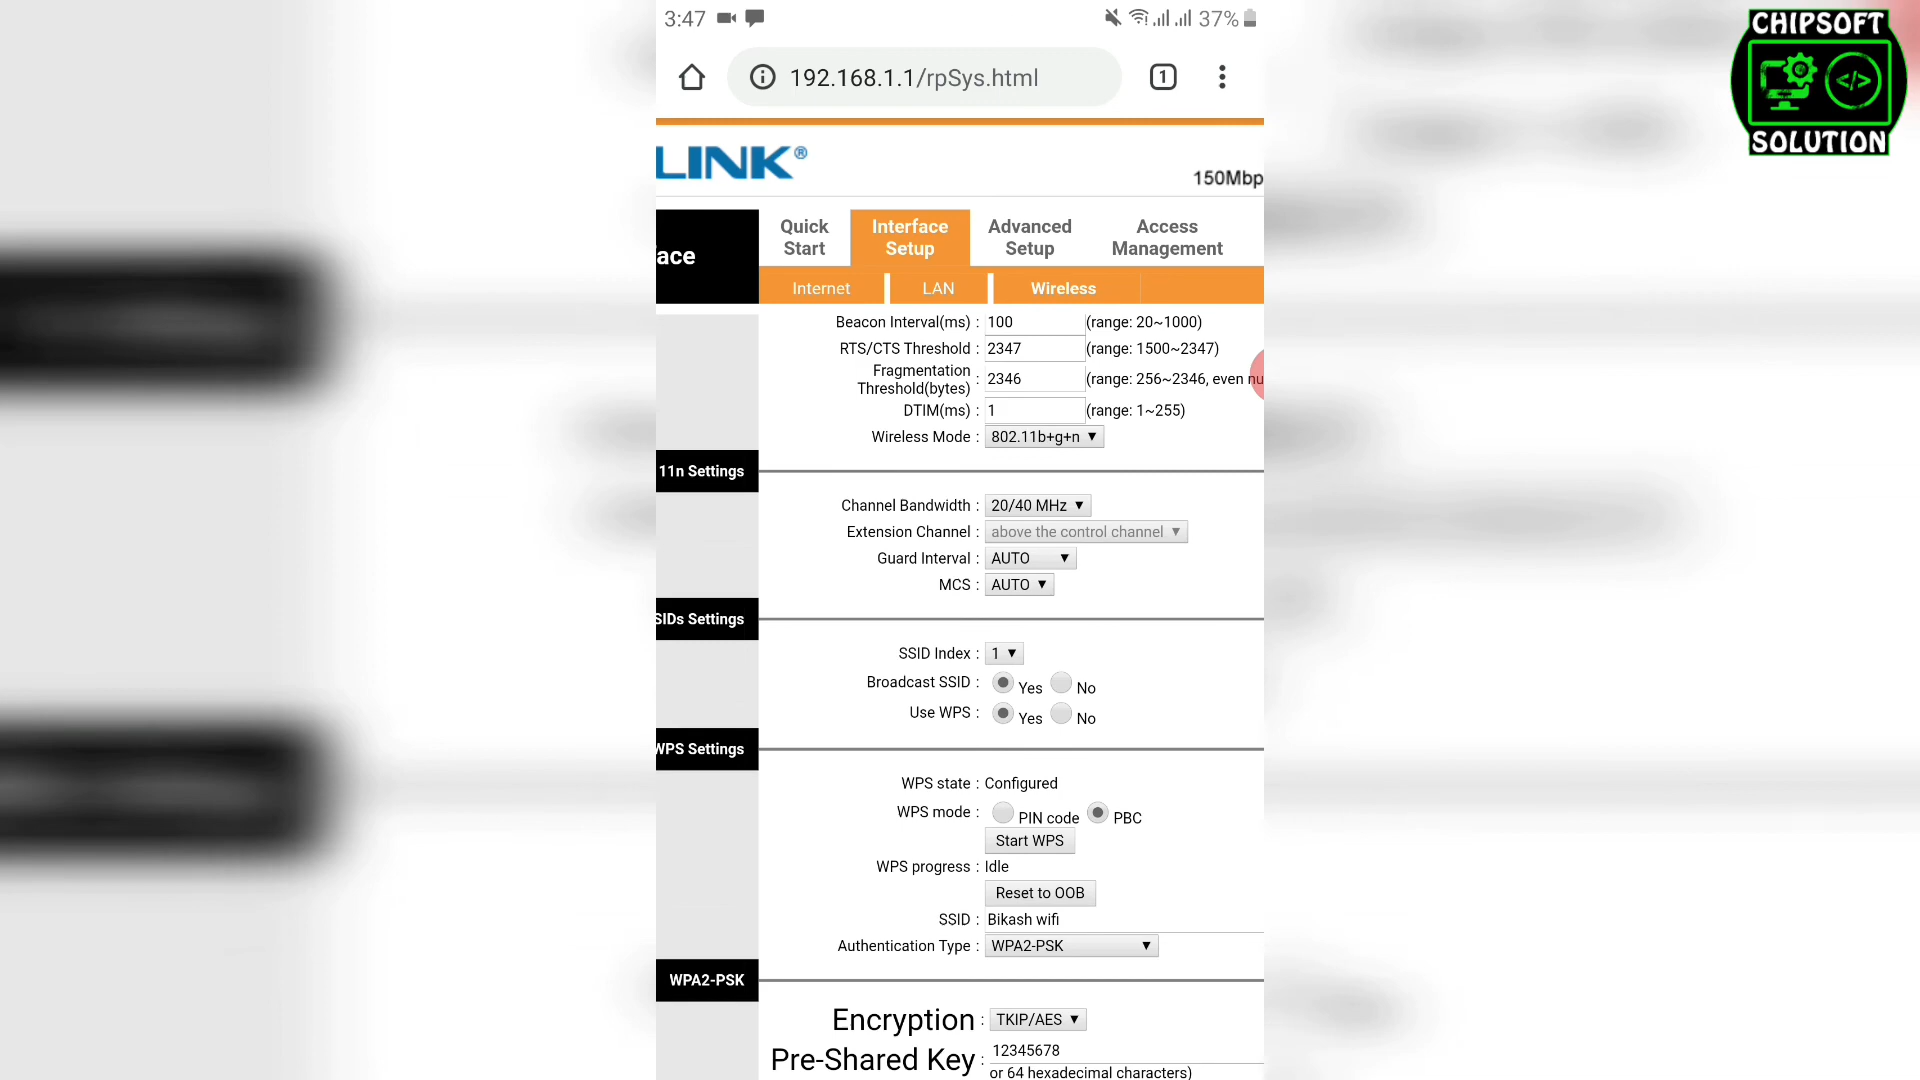 3:47
37%
CHIPSOFT
SOLUTION
192.168.1.1/rpSys.html
1
LINK®
150Mbp
ace
Quick Start
Interface Setup
Advanced Setup
Access Management
Internet
LAN
Wireless
Beacon Interval(ms) : 100 (range: 20~1000)
RTS/CTS Threshold : 2347 (range: 1500~2347)
Fragmentation Threshold(bytes) : 2346 (range: 256~2346, even nu
DTIM(ms) : 1 (range: 1~255)
Wireless Mode : 802.11b+g+n
11n Settings
Channel Bandwidth : 20/40 MHz
Extension Channel : above the control channel
Guard Interval : AUTO
MCS : AUTO
SIDs Settings
SSID Index : 1
Broadcast SSID : Yes No
Use WPS : Yes No
WPS Settings
WPS state : Configured
WPS mode : PIN code PBC
Start WPS
WPS progress : Idle
Reset to OOB
SSID : Bikash wifi
Authentication Type : WPA2-PSK
WPA2-PSK
Encryption : TKIP/AES
Pre-Shared Key : 12345678
or 64 hexadecimal characters)